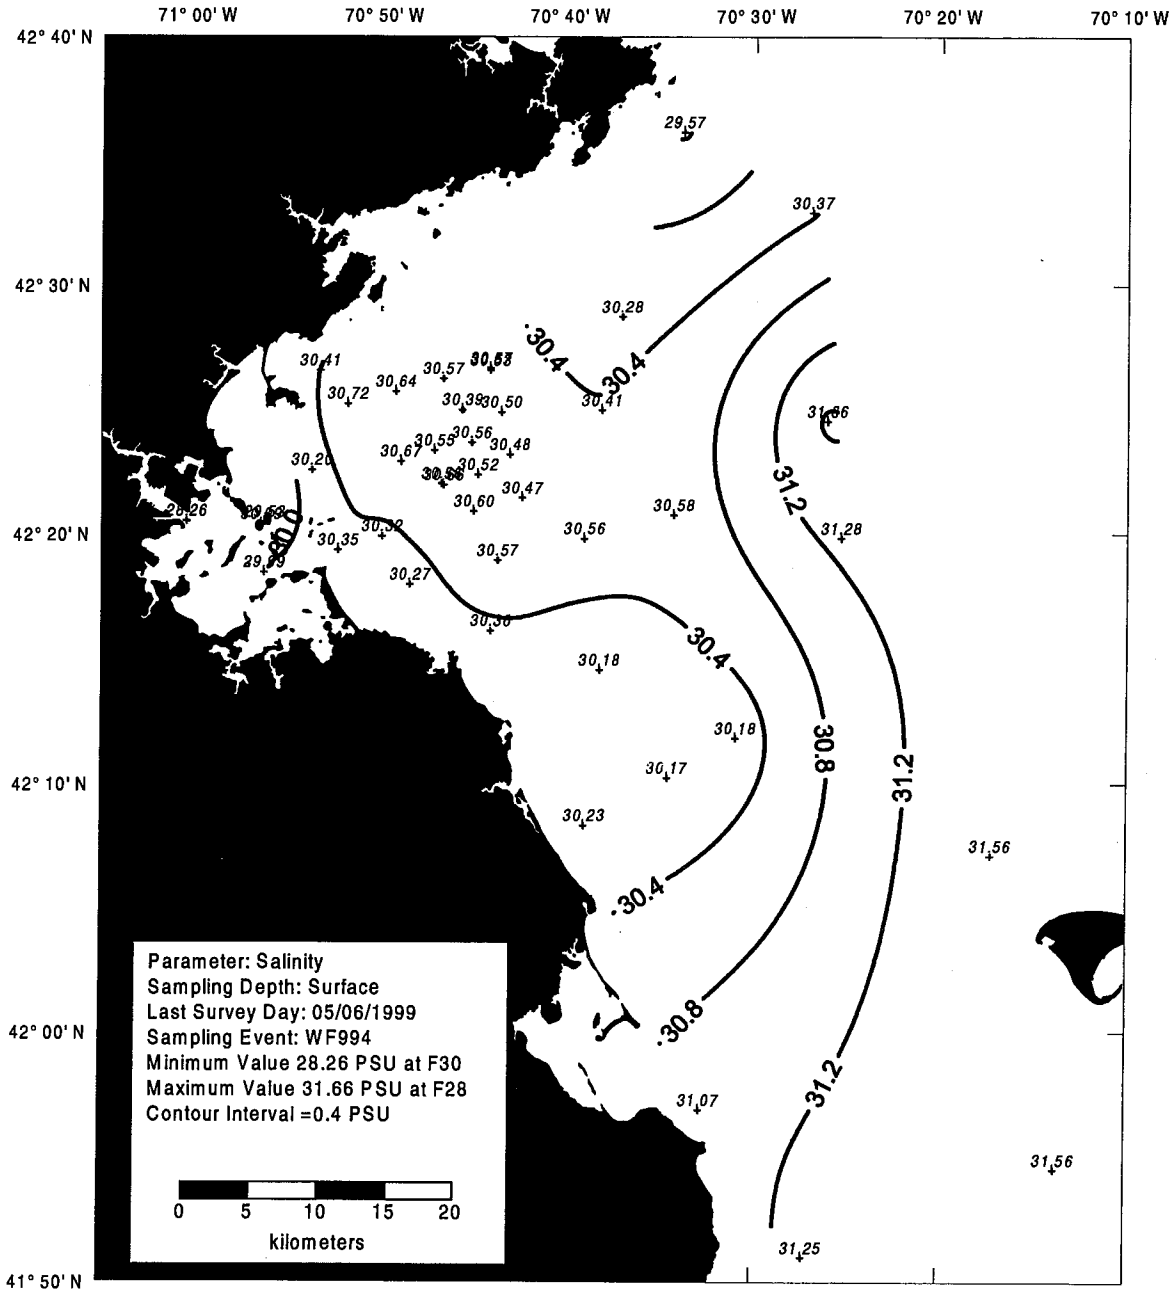 71° 00' W 70° 50' W 70° 40' W 70° 30' W 70° 20' W 70° 10' W
42° 40' N
29.57
30.37
42° 30' N
30.28
30.4
30.4
30.41
30.57
30.64
30.72
30.39
30.50
30.41
31.66
30.56
30.55
30.48
30.67
30.20
30.52
31.2
30.47
30.60
30.58
28.26
30.0
42° 20' N
30.32
30.35
30.56
31.28
30.57
29.89
30.27
30.30
30.4
30.18
30.18
30.8
31.2
30.17
42° 10' N
30.23
31.56
30.4
30.8
42° 00' N
31.2
31.07
31.56
31.25
41° 50' N
Parameter: Salinity
Sampling Depth: Surface
Last Survey Day: 05/06/1999
Sampling Event: WF994
Minimum Value 28.26 PSU at F30
Maximum Value 31.66 PSU at F28
Contour Interval =0.4 PSU
0 5 10 15 20
kilometers